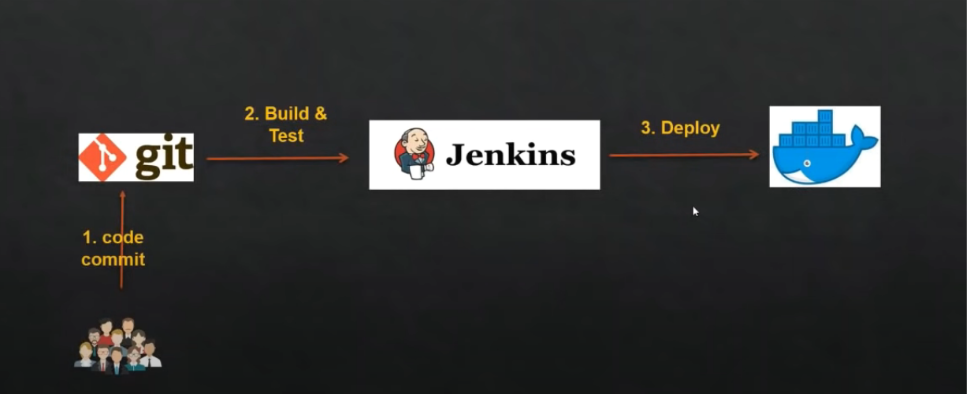 2. Build &
Test
3. Deploy
git
Jenkins
1. code
commit